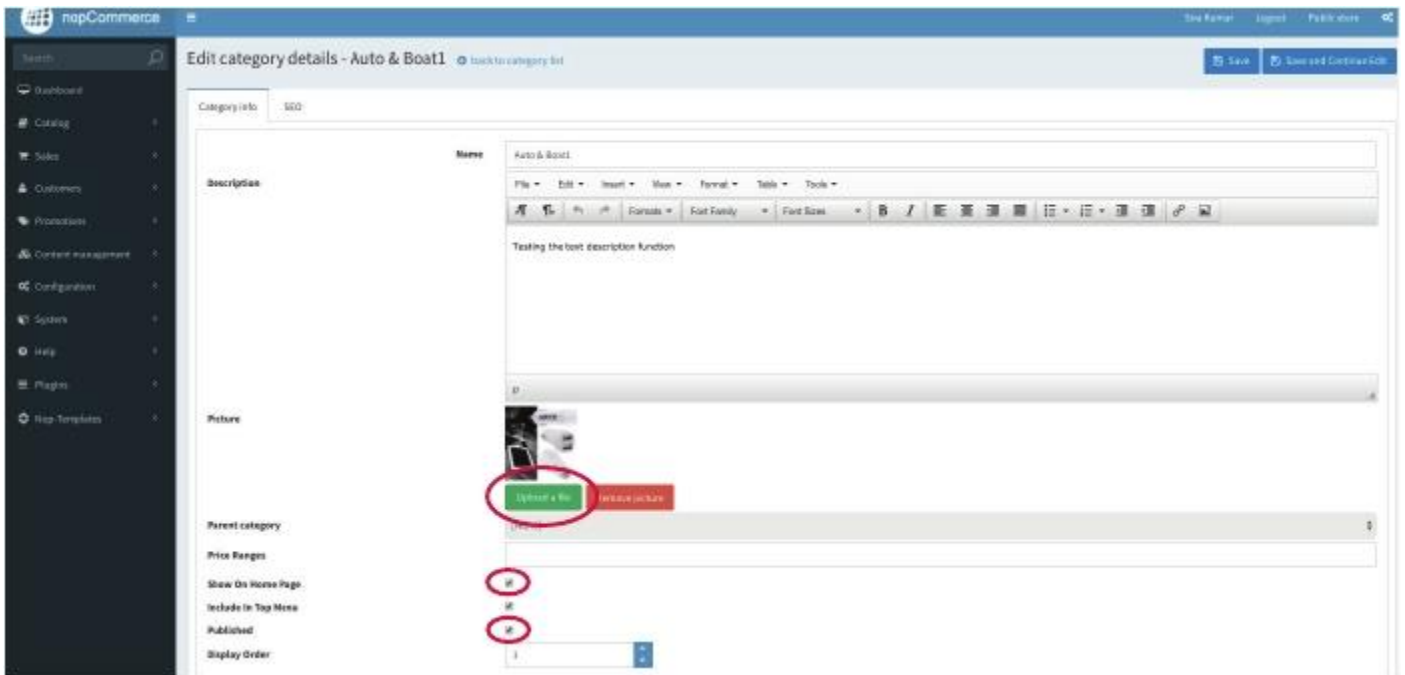 nopCommerce
Siva Kumar Logout Public store
Search
Edit category details - Auto & Boat1 back to category list
Save Save and Continue Edit
Dashboard
Category info SEO
Catalog
Sales
Name Auto & Boat1
Customers
Description
File Edit Insert View Format Table Tools
Promotions
Formats Font Family Font Sizes B I
Content management
Testing the text description function
Configuration
System
Help
Plugins
p
Nop-Templates
Picture
Upload a file Remove picture
Parent category
Price Ranges
Show On Home Page
Include In Top Menu
Published
Display Order 1